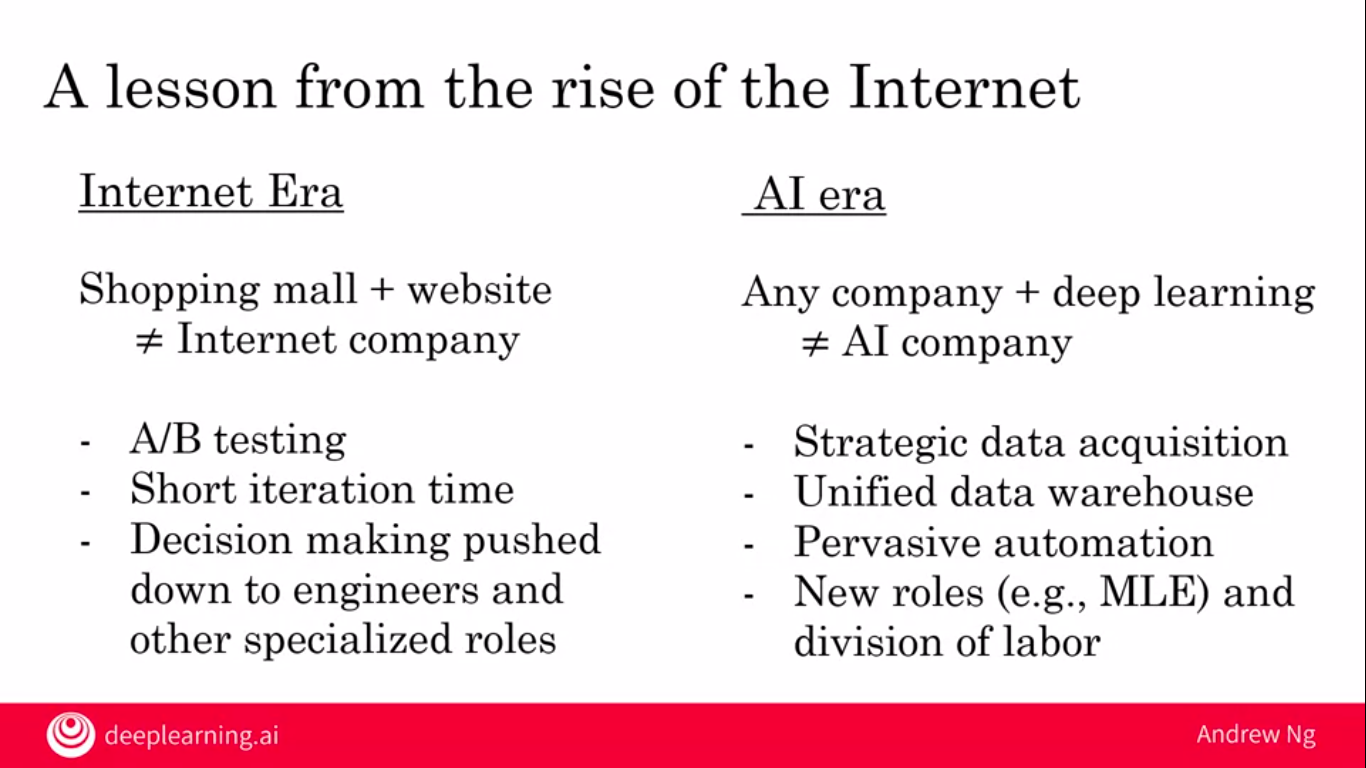 A lesson from the rise of the Internet
Internet Era
Shopping mall + website
≠ Internet company
- A/B testing
- Short iteration time
- Decision making pushed
down to engineers and
other specialized roles
AI era
Any company + deep learning
≠ AI company
- Strategic data acquisition
- Unified data warehouse
- Pervasive automation
- New roles (e.g., MLE) and
division of labor
deeplearning.ai
Andrew Ng